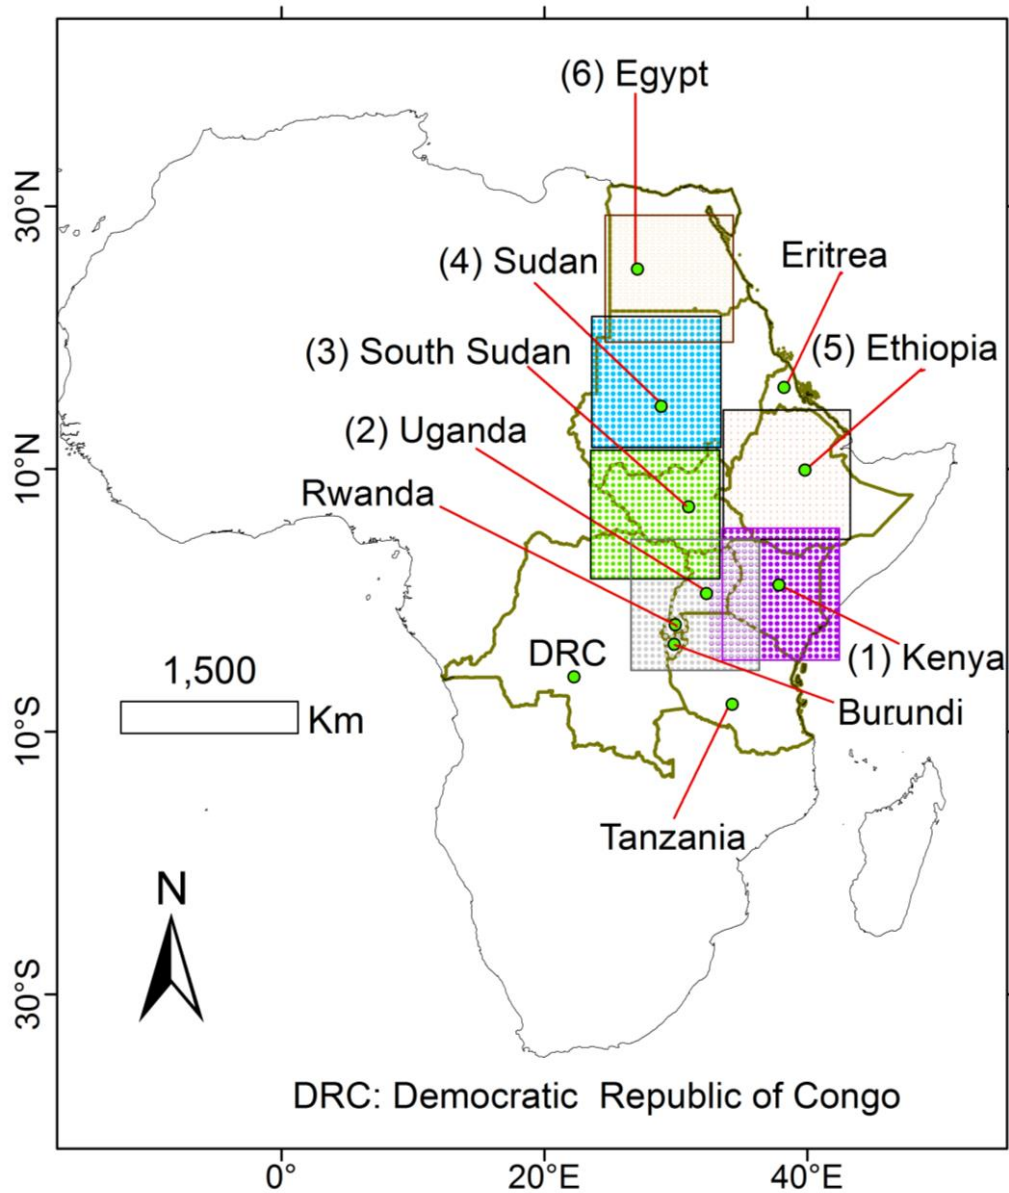 (6) Egypt
30°N
(4) Sudan
Eritrea
(3) South Sudan
(5) Ethiopia
(2) Uganda
10°N
Rwanda
DRC
(1) Kenya
1,500
Km
Burundi
10°S
Tanzania
N
30°S
DRC: Democratic Republic of Congo
0°
20°E
40°E